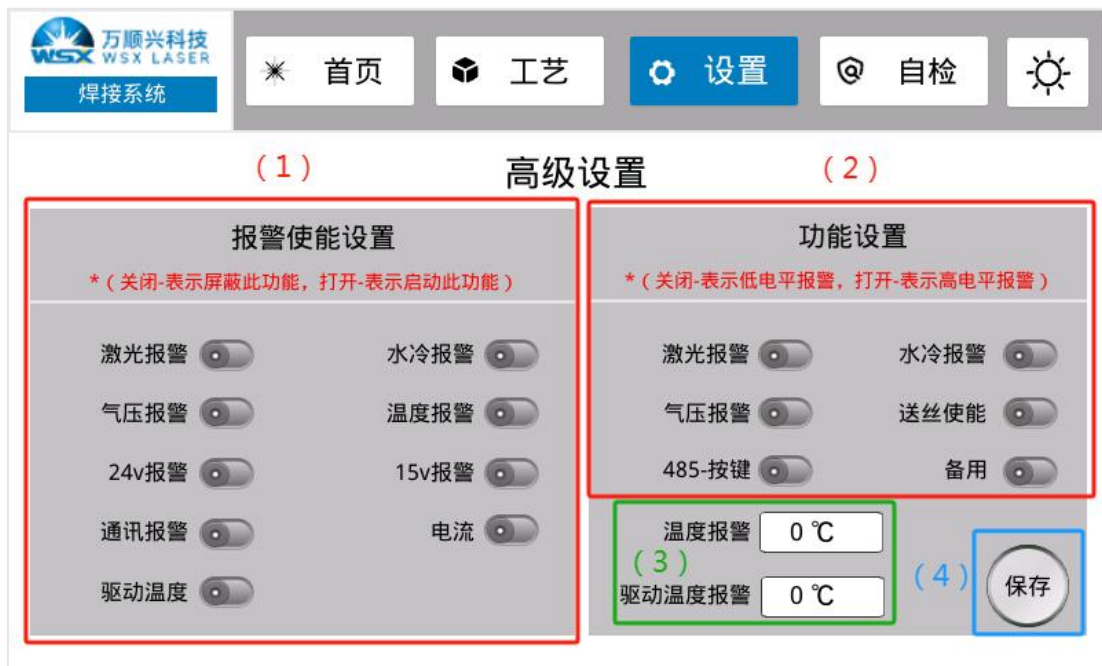 万顺兴科技
WSX WSX LASER
焊接系统
首页 工艺 设置 自检
(1) 高级设置 (2)
报警使能设置
*(关闭-表示屏蔽此功能，打开-表示启动此功能)
激光报警 水冷报警
气压报警 温度报警
24v报警 15v报警
通讯报警 电流
驱动温度
功能设置
*(关闭-表示低电平报警，打开-表示高电平报警)
激光报警 水冷报警
气压报警 送丝使能
485-按键 备用
温度报警 0 ℃
(3)
驱动温度报警 0 ℃
(4) 保存